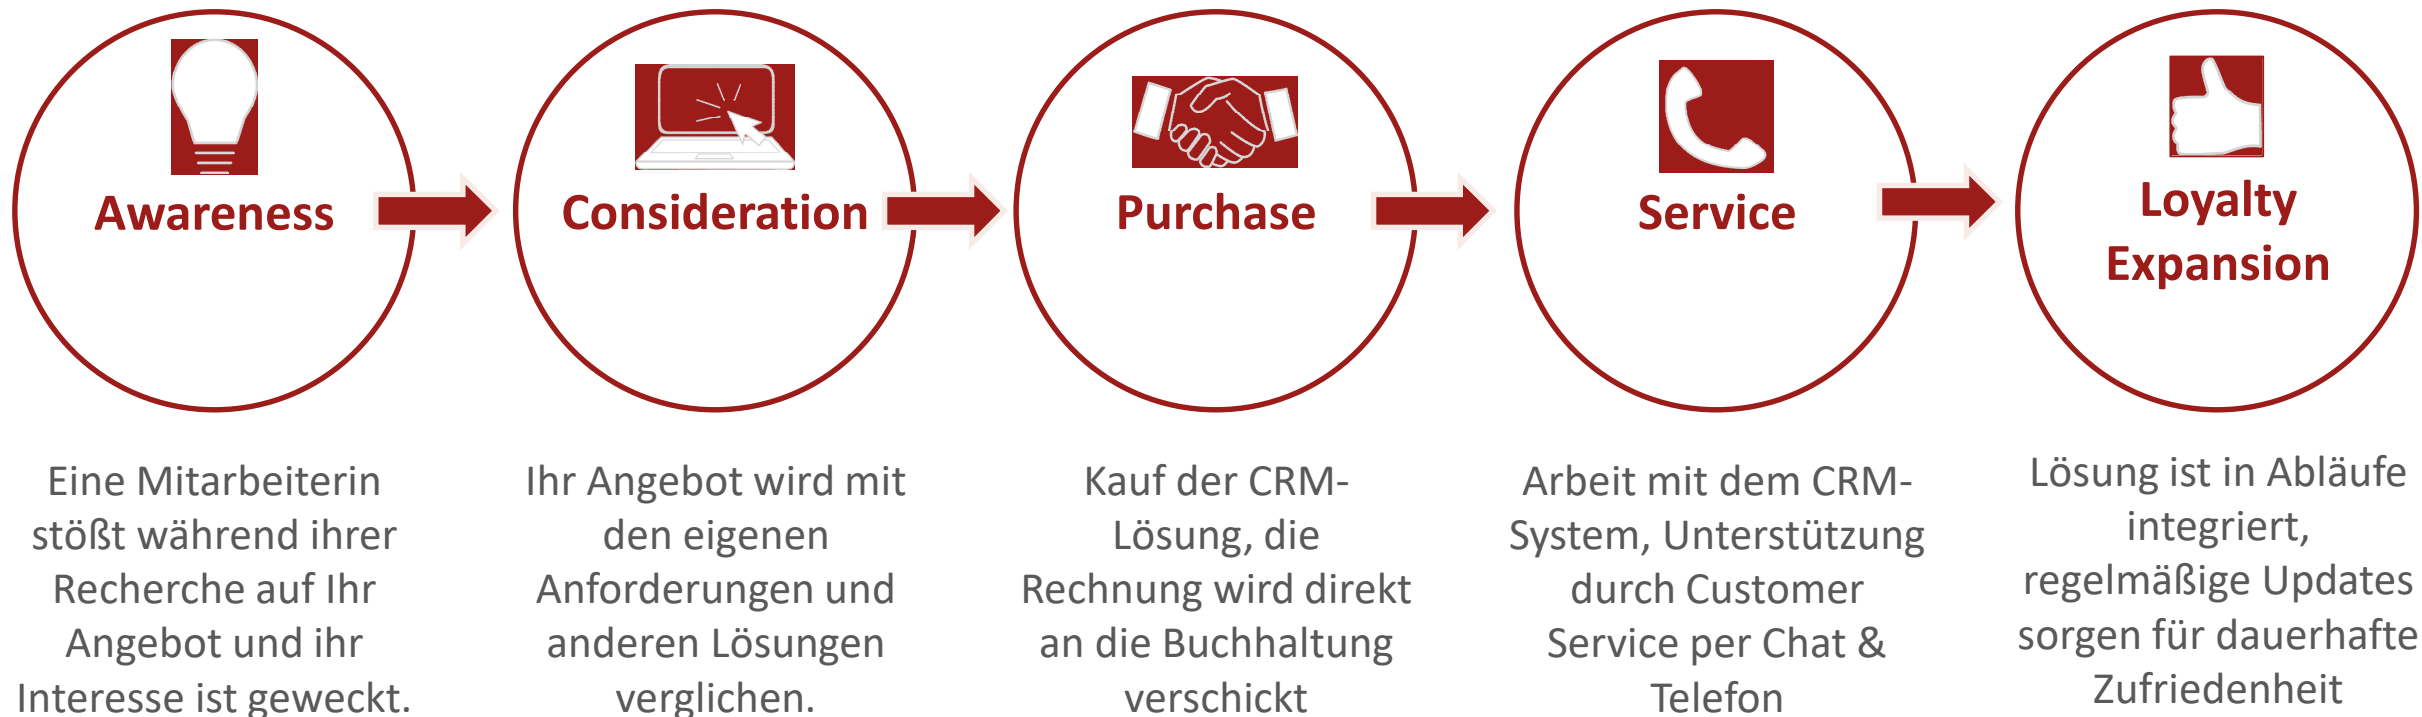 Awareness
Consideration
Purchase
Service
Loyalty
Expansion
Eine Mitarbeiterin
stößt während ihrer
Recherche auf Ihr
Angebot und ihr
Interesse ist geweckt.
Ihr Angebot wird mit
den eigenen
Anforderungen und
anderen Lösungen
verglichen.
Kauf der CRM-
Lösung, die
Rechnung wird direkt
an die Buchhaltung
verschickt
Arbeit mit dem CRM-
System, Unterstützung
durch Customer
Service per Chat &
Telefon
Lösung ist in Abläufe
integriert,
regelmäßige Updates
sorgen für dauerhafte
Zufriedenheit